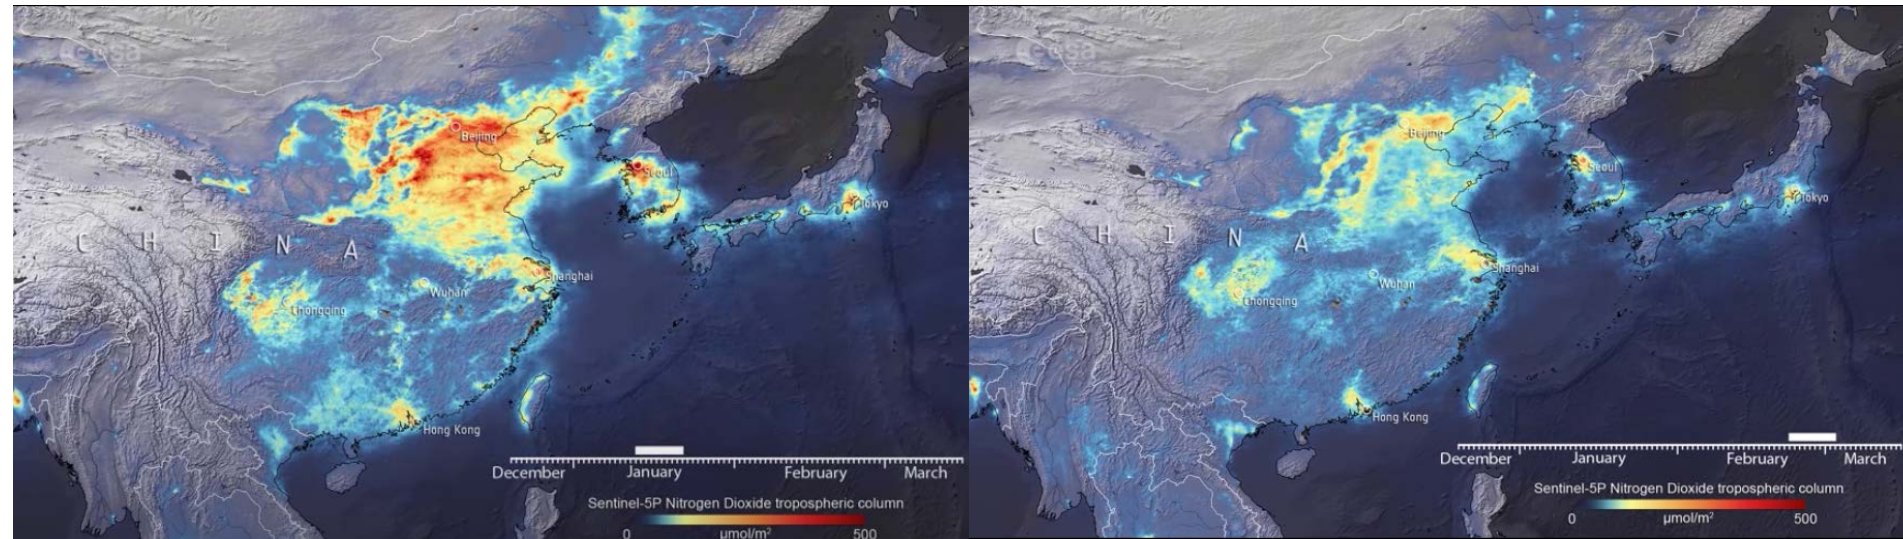 esa
Beijing
Seoul
Tokyo
CHINA
Shanghai
Wuhan
Chongqing
Hong Kong
December January February March
Sentinel-5P Nitrogen Dioxide tropospheric column
0 µmol/m² 500
esa
Beijing
Seoul
Tokyo
CHINA
Shanghai
Wuhan
Chongqing
Hong Kong
December January February March
Sentinel-5P Nitrogen Dioxide tropospheric column
0 µmol/m² 500